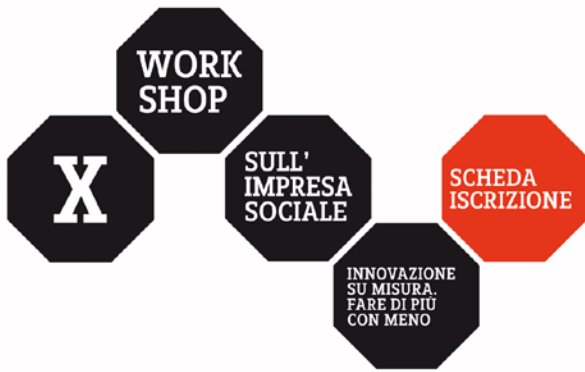 X
WORK
SHOP
SULL'
IMPRESA
SOCIALE
INNOVAZIONE
SU MISURA.
FARE DI PIÙ
CON MENO
SCHEDA
ISCRIZIONE